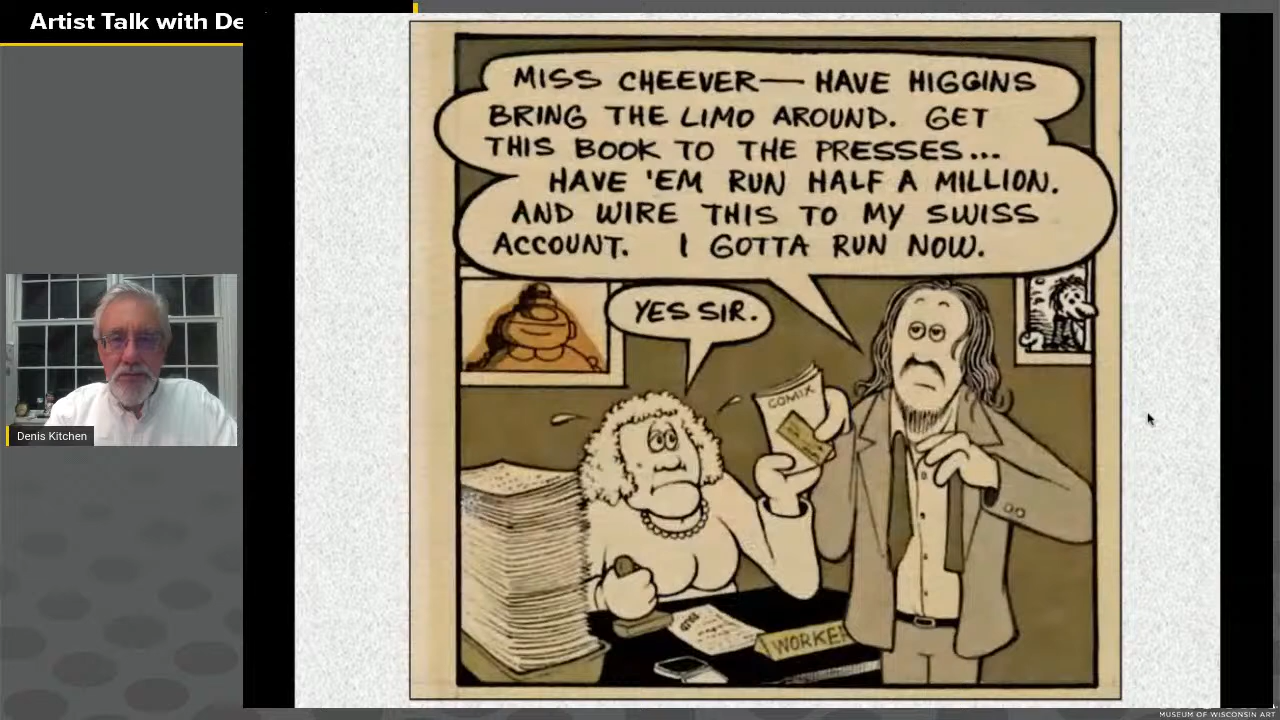 Artist Talk with De
MISS CHEEVER— HAVE HIGGINS
BRING THE LIMO AROUND. GET
THIS BOOK TO THE PRESSES...
HAVE 'EM RUN HALF A MILLION.
AND WIRE THIS TO MY SWISS
ACCOUNT. I GOTTA RUN NOW.
YES SIR.
COMIX
WORKER
Denis Kitchen
MUSEUM OF WISCONSIN ART